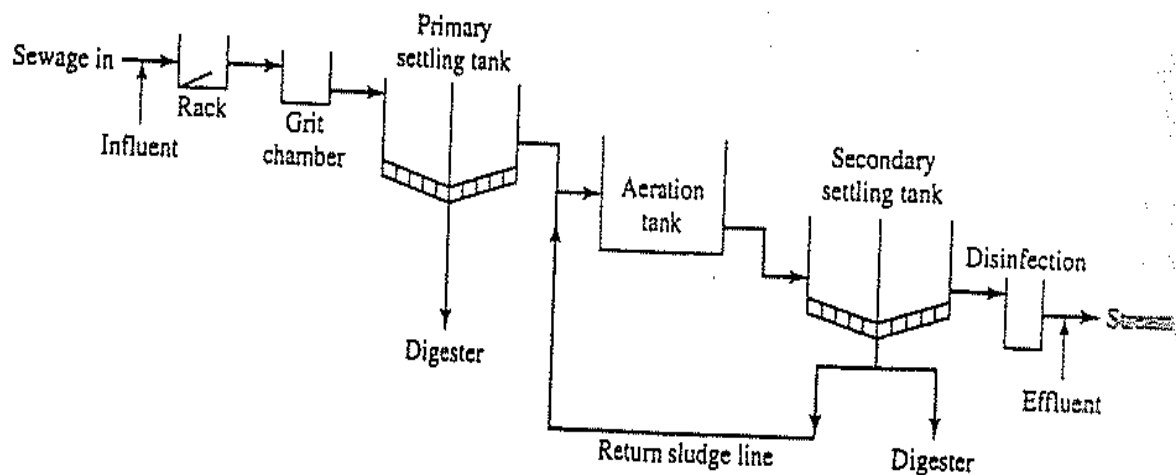 Sewage in
Influent
Rack
Grit
chamber
Primary
settling tank
Digester
Aeration
tank
Secondary
settling tank
Disinfection
Stream
Effluent
Return sludge line
Digester